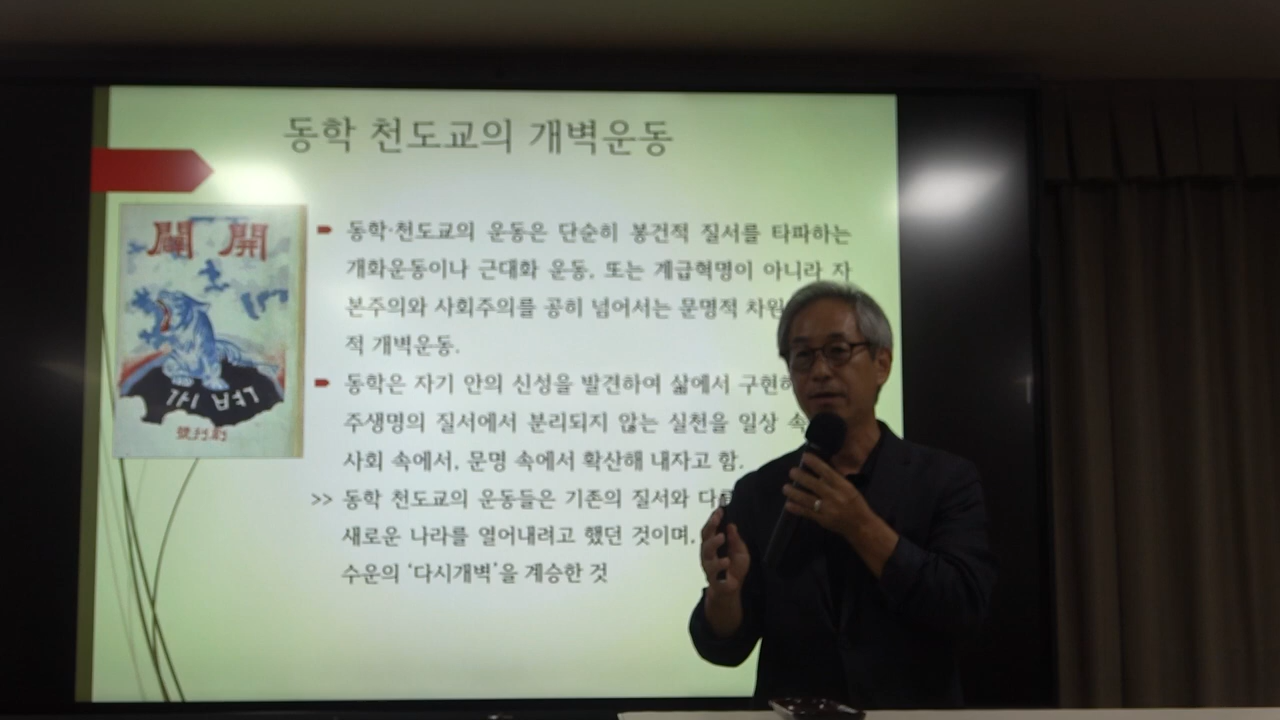 동학 천도교의 개벽운동
開 闢
개벽
동학·천도교의 운동은 단순히 봉건적 질서를 타파하는
개화운동이나 근대화 운동, 또는 계급혁명이 아니라 자
본주의와 사회주의를 공히 넘어서는 문명적 차원
적 개벽운동.
동학은 자기 안의 신성을 발견하여 삶에서 구현하
주생명의 질서에서 분리되지 않는 실천을 일상 속
사회 속에서, 문명 속에서 확산해 내자고 함.
>> 동학 천도교의 운동들은 기존의 질서와 다른
새로운 나라를 열어내려고 했던 것이며,
수운의 '다시개벽'을 계승한 것